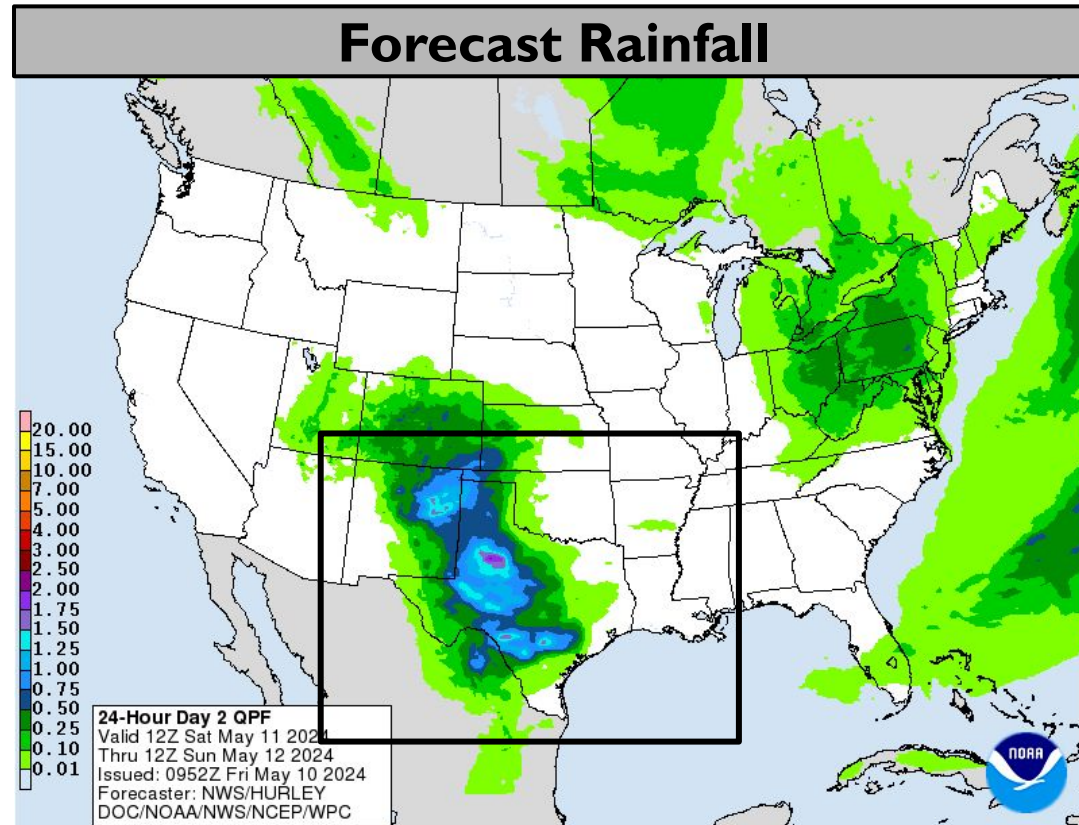 Forecast Rainfall
20.00
15.00
10.00
7.00
5.00
4.00
3.00
2.50
2.00
1.75
1.50
1.25
1.00
0.75
0.50
0.25
0.10
0.01
24-Hour Day 2 QPF
Valid 12Z Sat May 11 2024
Thru 12Z Sun May 12 2024
Issued: 0952Z Fri May 10 2024
Forecaster: NWS/HURLEY
DOC/NOAA/NWS/NCEP/WPC
NOAA